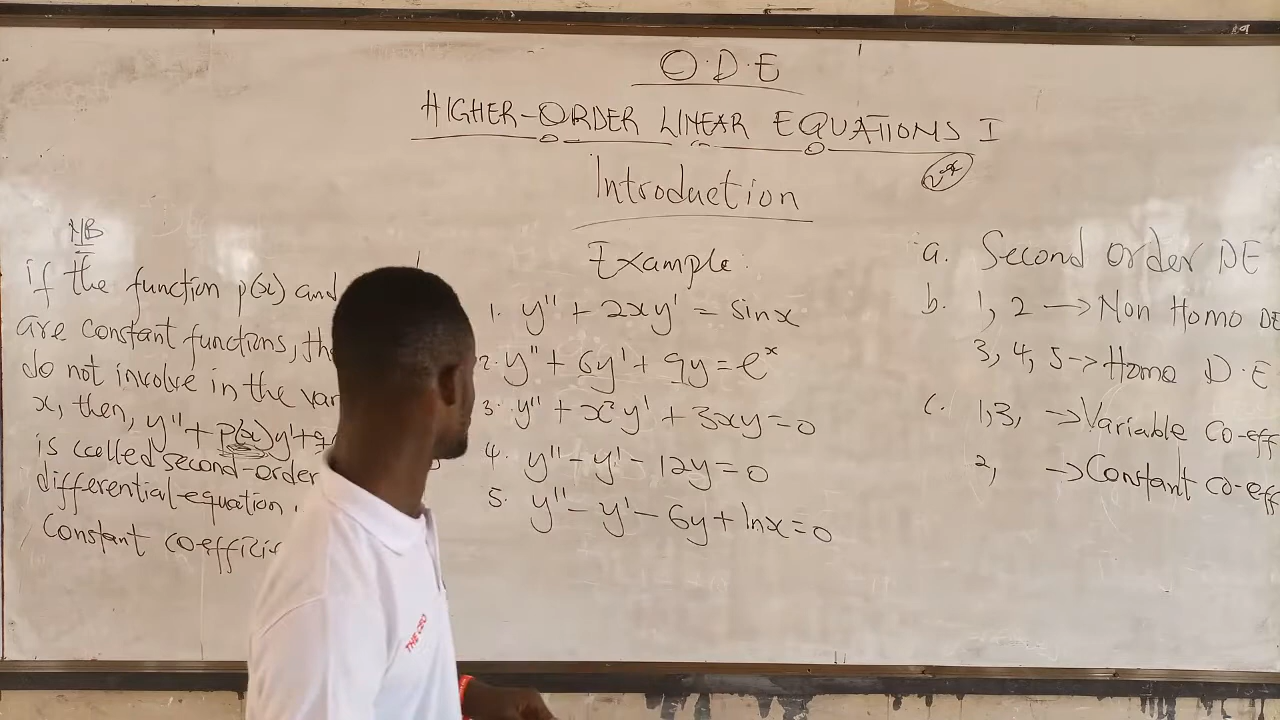 O.D.E
HIGHER-ORDER LINEAR EQUATIONS I
Introduction
NB
if the function p(x) and
are constant functions,
do not involve in the
x, then, y'' + p(x)y' +
is called second-order
differential equation,
Constant
Example:
1. y'' + 2xy' = sinx
2. y'' + 6y' + 9y = e^x
3. y'' + x²y' + 3xy = 0
4. y'' - y' - 12y = 0
5. y'' - y' - 6y + lnx = 0
a. Second order DE
b. 1, 2 → Non Homo DE
3, 4, 5 → Homo D.E
c. 1, 3, → Variable Co-eff
2, → Constant co-eff
THE CEO